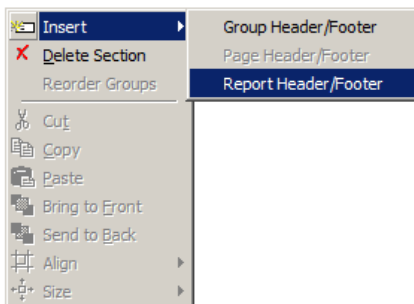 Insert
Group Header/Footer
Delete Section
Page Header/Footer
Reorder Groups
Report Header/Footer
Cut
Copy
Paste
Bring to Front
Send to Back
Align
Size